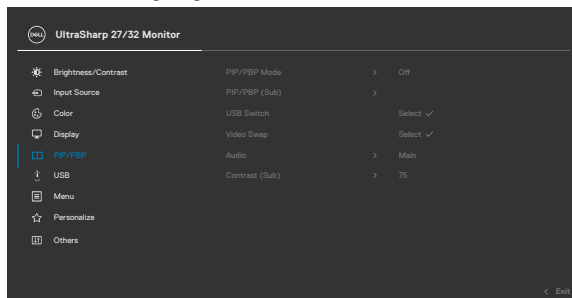 DELL UltraSharp 27/32 Monitor
Brightness/Contrast PIP/PBP Mode > Off
Input Source PIP/PBP (Sub) >
Color USB Switch Select ✓
Display Video Swap Select ✓
PIP/PBP Audio > Main
USB Contrast (Sub) > 75
Menu
Personalize
Others
< Exit